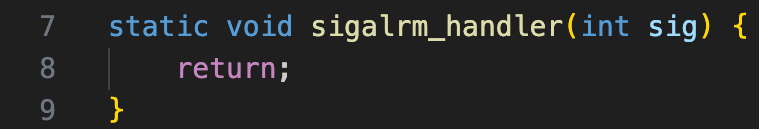 7 static void sigalrm_handler(int sig) {
8     return;
9 }